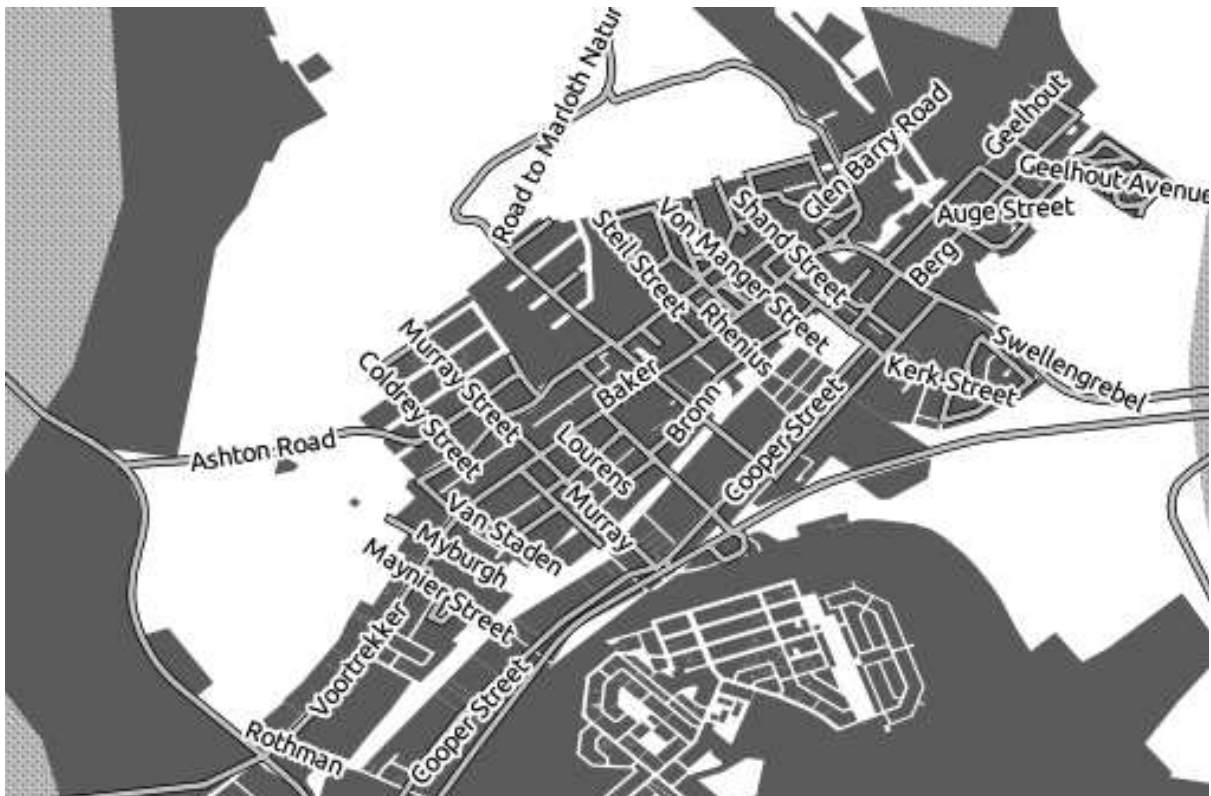 Road to Marloth Natur
Glen Barry Road
Geelhout
Geelhout Avenue
Auge Street
Berg
Shand Street
Von Manger Street
Steil Street
Rhenius
Swellengrebel
Kerk Street
Murray Street
Coldrey Street
Baker
Bronn
Cooper Street
Lourens
Ashton Road
Murray
Van Staden
Myburgh
Maynier Street
Voortrekker
Cooper Street
Rothman